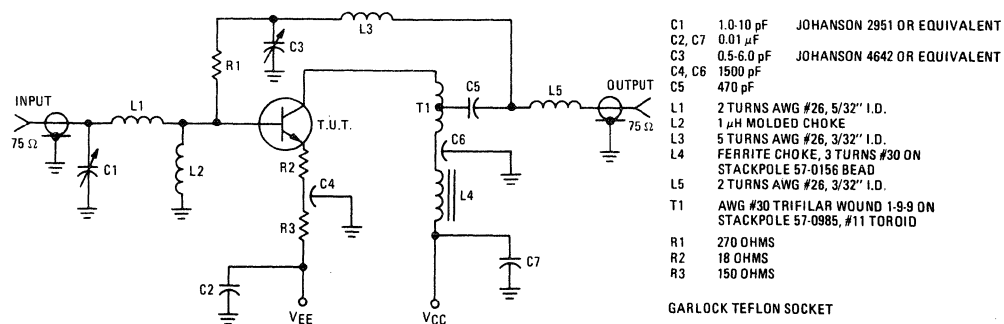 L3
C3
R1
INPUT
L1
75 Ω
C1
L2
T.U.T.
R2
C4
R3
C2
VEE
T1
C5
L5
OUTPUT
75 Ω
C6
L4
C7
VCC
C1 1.0-10 pF JOHANSON 2951 OR EQUIVALENT
C2, C7 0.01 μF
C3 0.5-6.0 pF JOHANSON 4642 OR EQUIVALENT
C4, C6 1500 pF
C5 470 pF
L1 2 TURNS AWG #26, 5/32" I.D.
L2 1 μH MOLDED CHOKE
L3 5 TURNS AWG #26, 3/32" I.D.
L4 FERRITE CHOKE, 3 TURNS #30 ON
STACKPOLE 57-0156 BEAD
L5 2 TURNS AWG #26, 3/32" I.D.
T1 AWG #30 TRIFILAR WOUND 1-9-9 ON
STACKPOLE 57-0985, #11 TOROID
R1 270 OHMS
R2 18 OHMS
R3 150 OHMS
GARLOCK TEFLON SOCKET